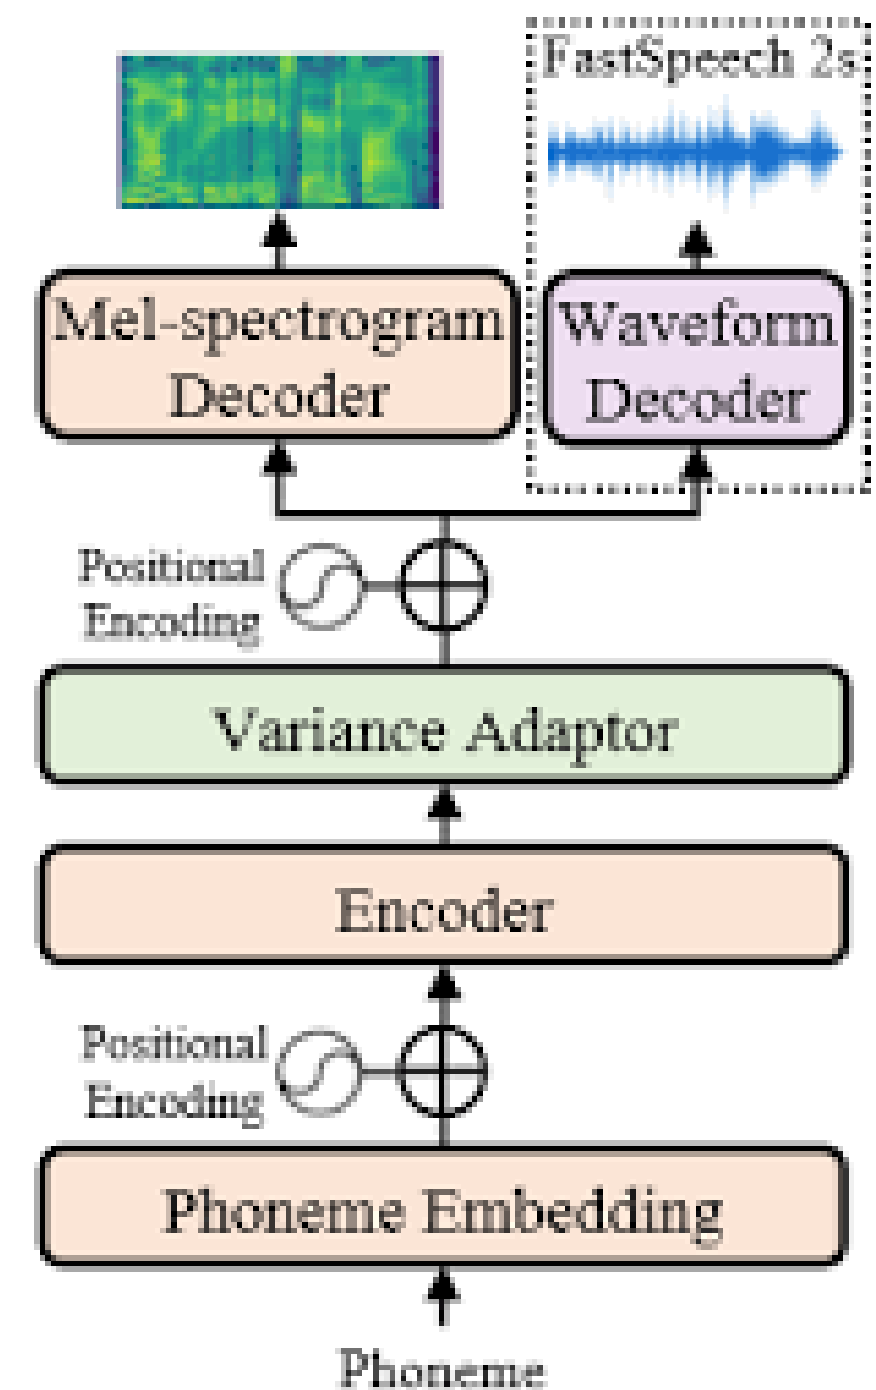 FastSpeech 2s
Mel-spectrogram
Decoder
Waveform
Decoder
Positional
Encoding
Variance Adaptor
Encoder
Positional
Encoding
Phoneme Embedding
Phoneme